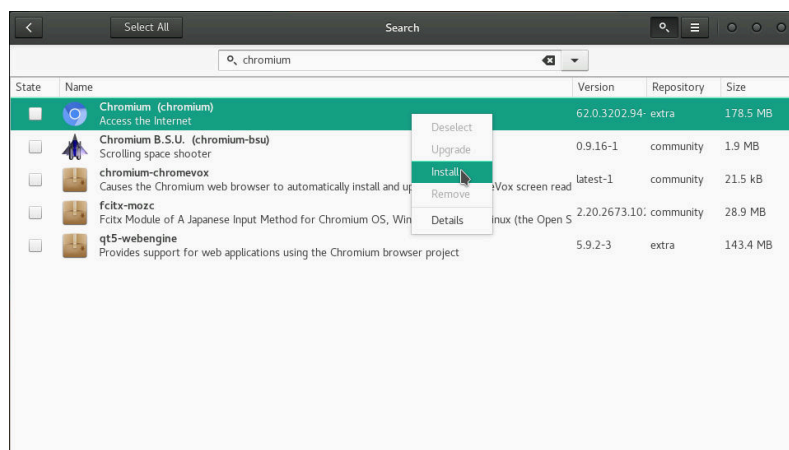 Select All
Search
chromium
State Name Version Repository Size
Chromium (chromium)
Access the Internet
62.0.3202.94- extra 178.5 MB
Chromium B.S.U. (chromium-bsu)
Scrolling space shooter
0.9.16-1 community 1.9 MB
chromium-chromevox
Causes the Chromium web browser to automatically install and up eVox screen read
latest-1 community 21.5 kB
fcitx-mozc
Fcitx Module of A Japanese Input Method for Chromium OS, Win inux (the Open S
2.20.2673.102 community 28.9 MB
qt5-webengine
Provides support for web applications using the Chromium browser project
5.9.2-3 extra 143.4 MB
Deselect
Upgrade
Install
Remove
Details